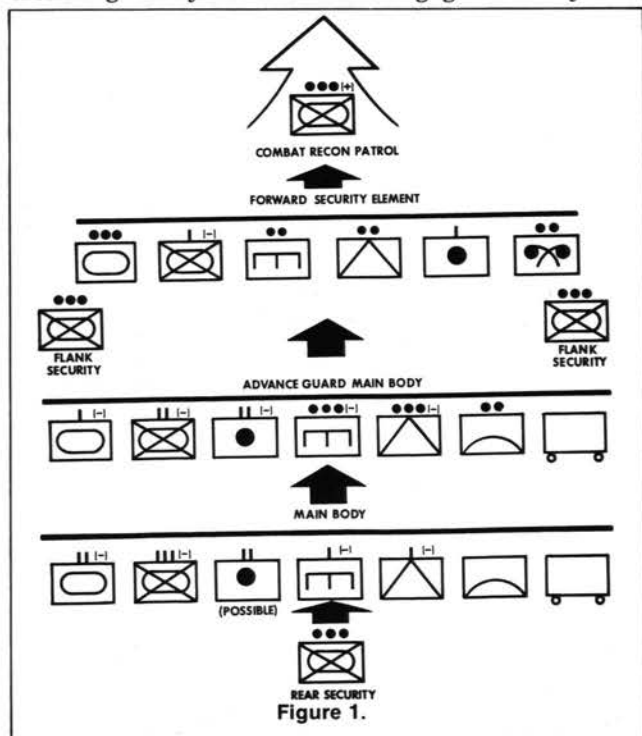 [+]
COMBAT RECON PATROL
FORWARD SECURITY ELEMENT
[-]
FLANK
SECURITY
FLANK
SECURITY
ADVANCE GUARD MAIN BODY
[-] [-] [-] [-] [-]
MAIN BODY
[-] [-] [-] [-]
(POSSIBLE)
REAR SECURITY
Figure 1.